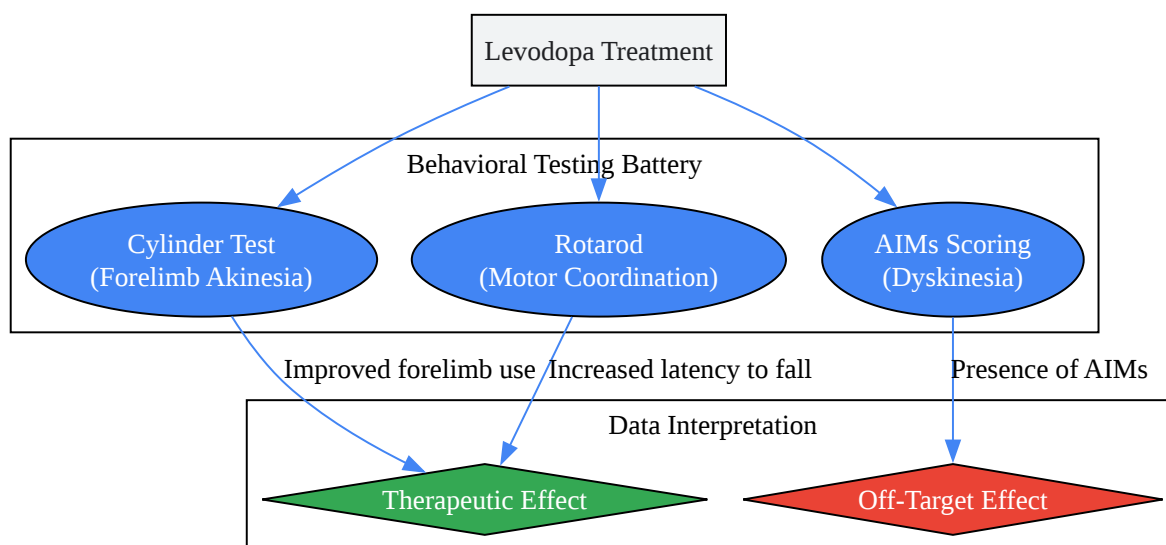 Levodopa Treatment
Behavioral Testing Battery
Cylinder Test
(Forelimb Akinesia)
Rotarod
(Motor Coordination)
AIMs Scoring
(Dyskinesia)
Improved forelimb use
Increased latency to fall
Presence of AIMs
Data Interpretation
Therapeutic Effect
Off-Target Effect